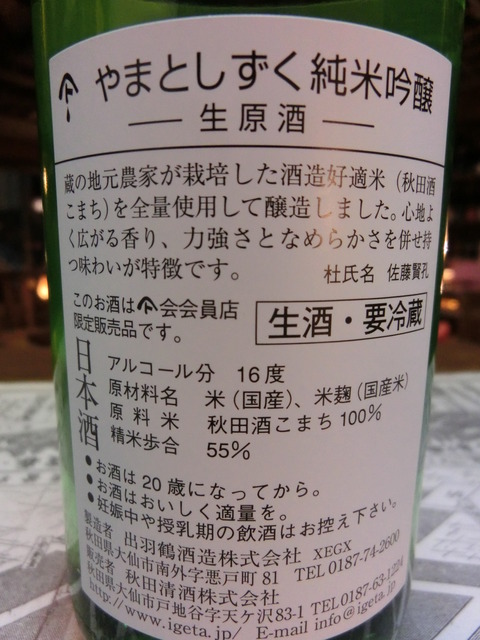 やまとしずく純米吟醸
― 生原酒 ―
蔵の地元農家が栽培した酒造好適米（秋田酒
こまち）を全量使用して醸造しました。心地よ
く広がる香り、力強さとなめらかさを併せ持
つ味わいが特徴です。
杜氏名 佐藤賢孔
このお酒は会会員店
限定販売品です。
生酒・要冷蔵
日本酒
アルコール分 16度
原材料名 米（国産）、米麹（国産米）
原料米 秋田酒こまち100%
精米歩合 55%
●お酒は20歳になってから。
●お酒はおいしく適量を。
●妊娠中や授乳期の飲酒はお控え下さい。
製造者 出羽鶴酒造株式会社 XEGX
秋田県大仙市南外字悪戸町81 TEL 0187-74-2600
販売者 秋田清酒株式会社
秋田県大仙市戸地谷字天ケ沢83-1 TEL 0187-63-1224
http://www.igeta.jp/ E-mail info@igeta.jp